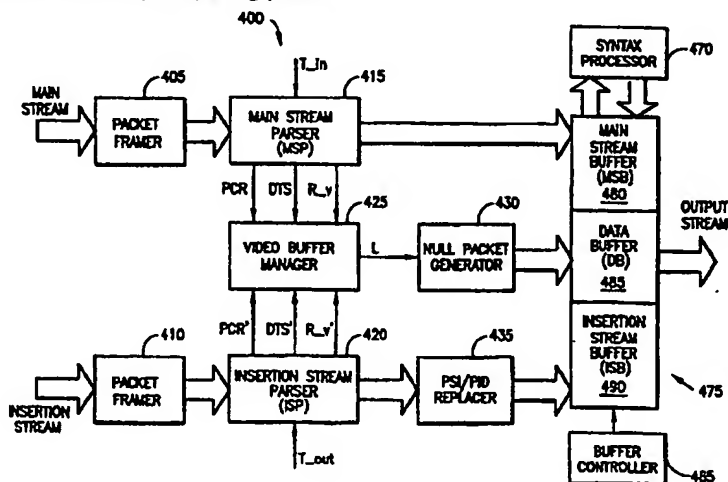 400
SYNTAX
PROCESSOR
470
T_in
405
415
MAIN
STREAM
PACKET
FRAMER
MAIN STREAM
PARSER
(MSP)
MAIN
STREAM
BUFFER
(MSB)
480
PCR DTS R_v
425
430
OUTPUT
STREAM
VIDEO BUFFER
MANAGER
L
NULL PACKET
GENERATOR
DATA
BUFFER
(DB)
485
PCR' DTS' R_v'
410
420
435
INSERTION
STREAM
PACKET
FRAMER
INSERTION STREAM
PARSER
(ISP)
PSI/PID
REPLACER
INSERTION
STREAM
BUFFER
(ISB)
490
475
T_out
BUFFER
CONTROLLER
465